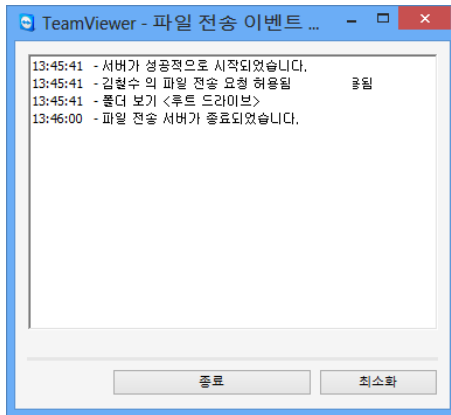 TeamViewer - 파일 전송 이벤트 ...
13:45:41 - 서버가 성공적으로 시작되었습니다.
13:45:41 - 김철수 의 파일 전송 요청 허용됨
13:45:41 - 폴더 보기 <루트 드라이브>
13:46:00 - 파일 전송 서버가 종료되었습니다.
종료
최소화